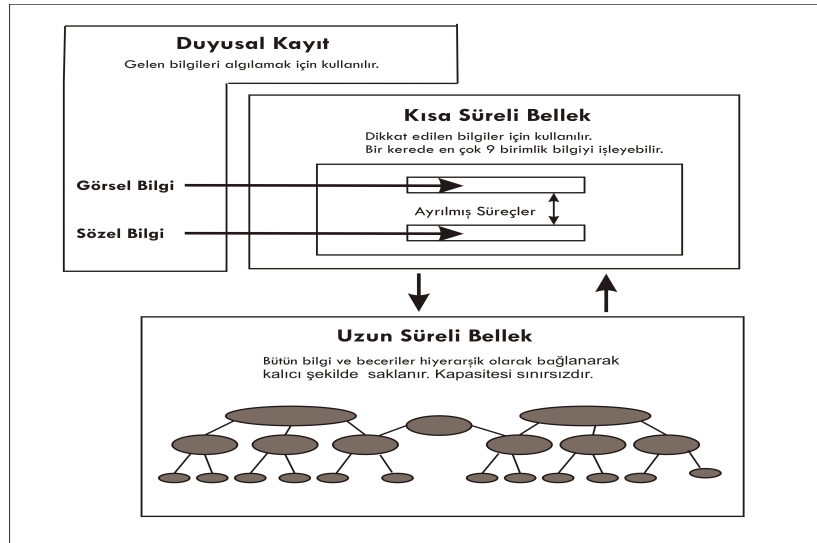 Duyusal Kayıt
Gelen bilgileri algılamak için kullanılır.
Kısa Süreli Bellek
Dikkat edilen bilgiler için kullanılır.
Bir kerede en çok 9 birimlik bilgiyi işleyebilir.
Görsel Bilgi
Ayrılmış Süreçler
Sözel Bilgi
Uzun Süreli Bellek
Bütün bilgi ve beceriler hiyerarşik olarak bağlanarak
kalıcı şekilde saklanır. Kapasitesi sınırsızdır.